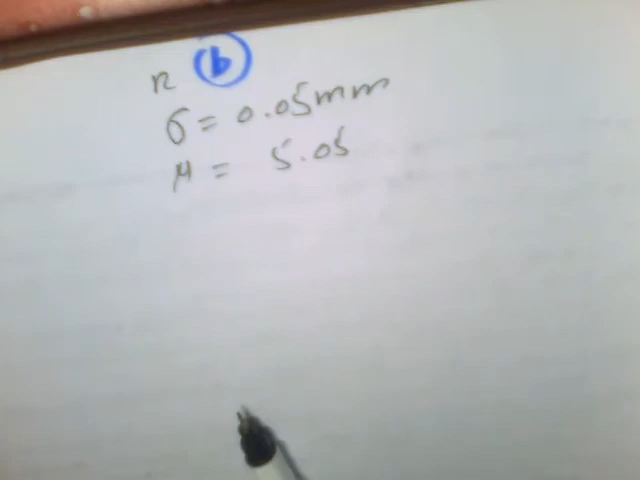 n (b)
σ = 0.05mm
μ = 5.05